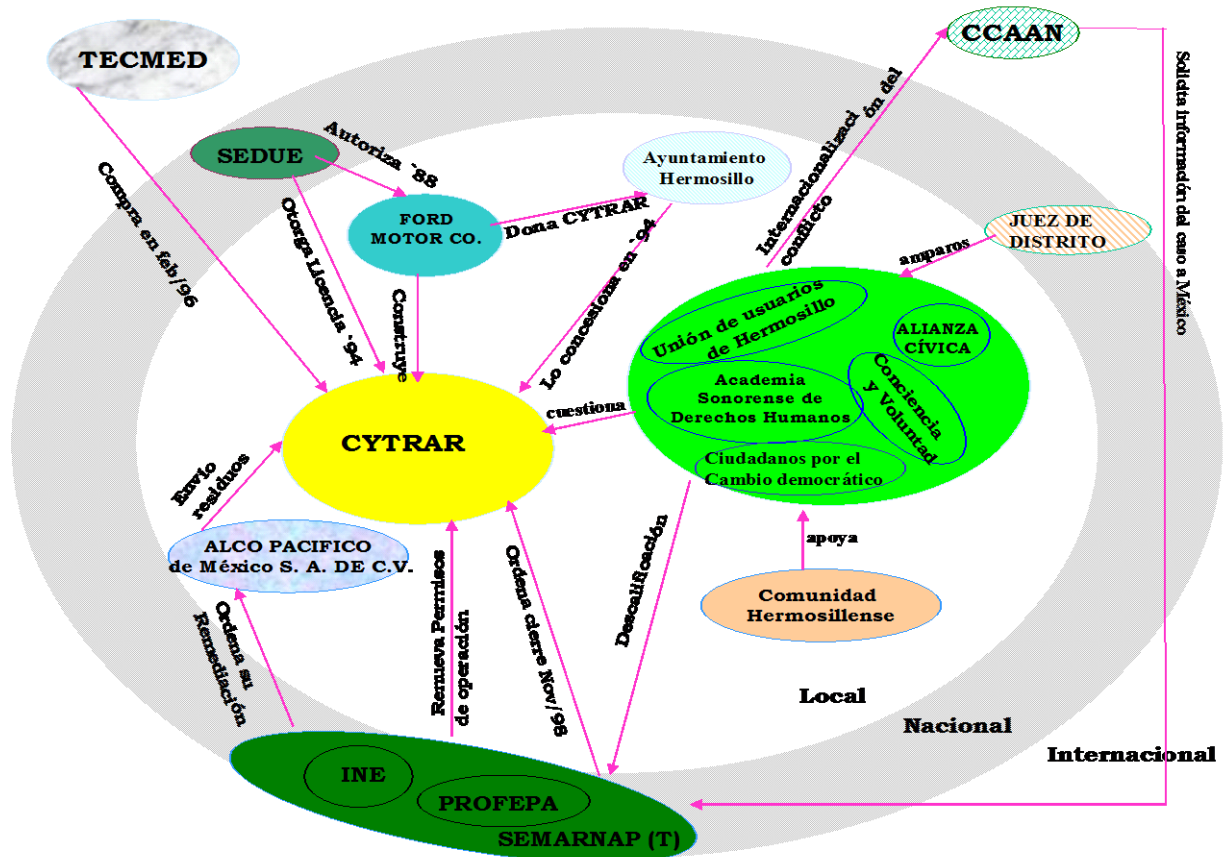 TECMED
CCAAN
Solicita información del caso a México
SEDUE
Autoriza `88
Ayuntamiento
Hermosillo
Internacionalización del
conflicto
Compra en feb/96
Otorga Licencia `94
FORD
MOTOR CO.
Dona CYTRAR
JUEZ DE
DISTRITO
amparos
Construye
Lo concesiona en `94
Unión de usuarios
de Hermosillo
ALIANZA
CÍVICA
Academia
Sonorense de
Derechos Humanos
Conciencia
y Voluntad
Ciudadanos por el
Cambio democrático
cuestiona
CYTRAR
Envío
residuos
ALCO PACIFICO
de México S. A. DE C.V.
apoya
Descalificación
Comunidad
Hermosillense
Ordena su
Remediación
Renueva Permisos
de operación
Ordena cierre Nov/98
Local
Nacional
Internacional
INE
PROFEPA
SEMARNAP (T)